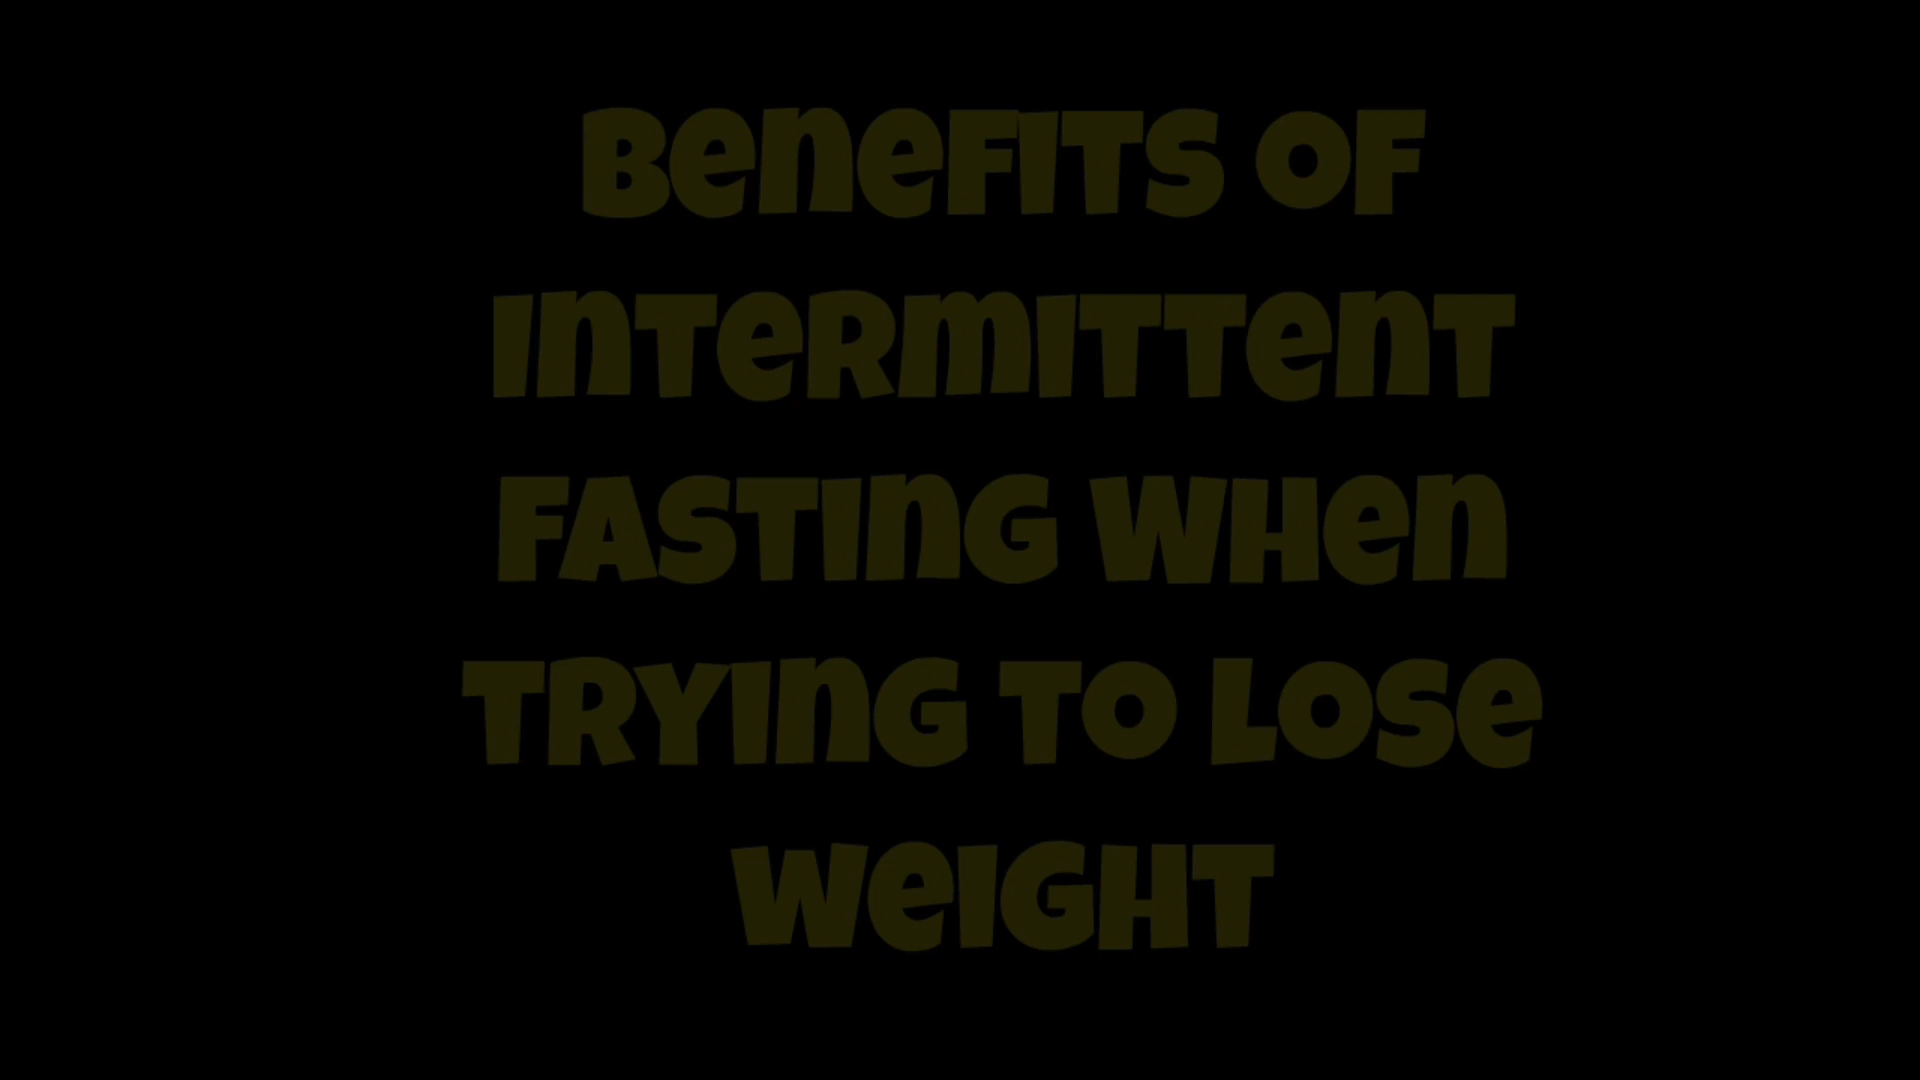 Benefits of
Intermittent
Fasting when
trying to lose
weight